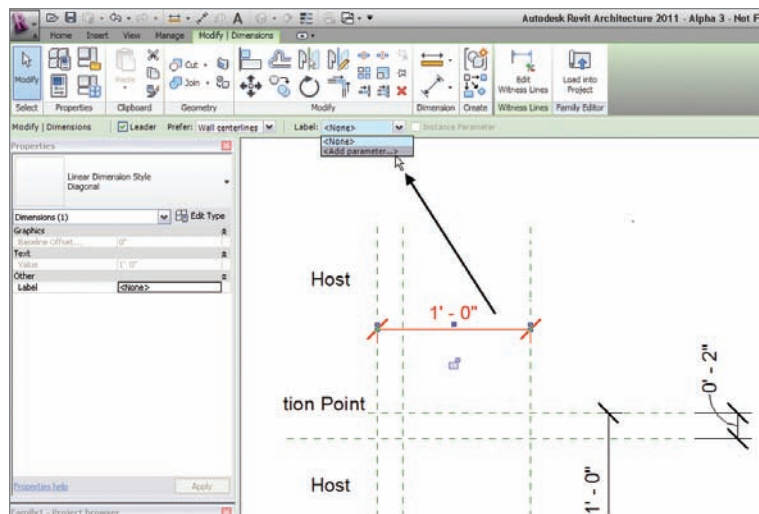 Autodesk Revit Architecture 2011 - Alpha 3 - Not F
Home Insert View Manage Modify | Dimensions
Modify
Paste
Cut
Join
Edit
Witness Lines
Load into
Project
Select Properties Clipboard Geometry Modify Dimension Create Witness Lines Family Editor
Modify | Dimensions Leader Prefer: Wall centerlines Label: <None> Instance Parameter
<None>
<Add parameter...>
Properties
Linear Dimension Style
Diagonal
Dimensions (1) Edit Type
Graphics
Baseline Offset... 0"
Text
Value 1' 0"
Other
Label <None>
Host
1' - 0"
0' - 2"
tion Point
Host
1' - 0"
Properties help Apply
Family1 - Project browser